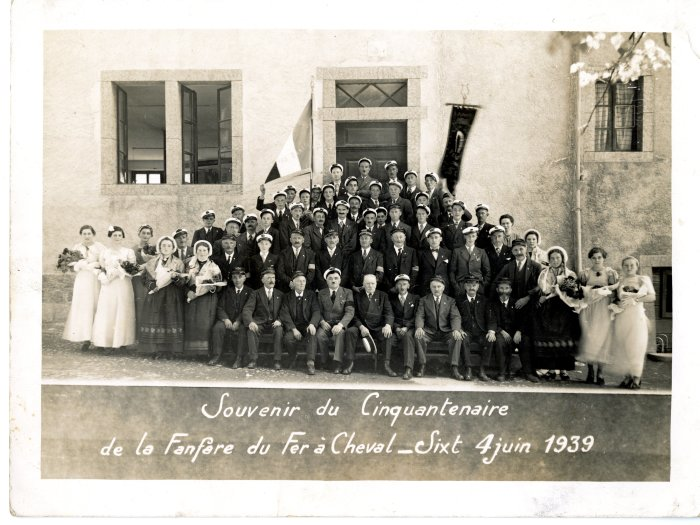 Souvenir du Cinquantenaire
de la Fanfare du Fer à Cheval _ Sixt 4 juin 1939